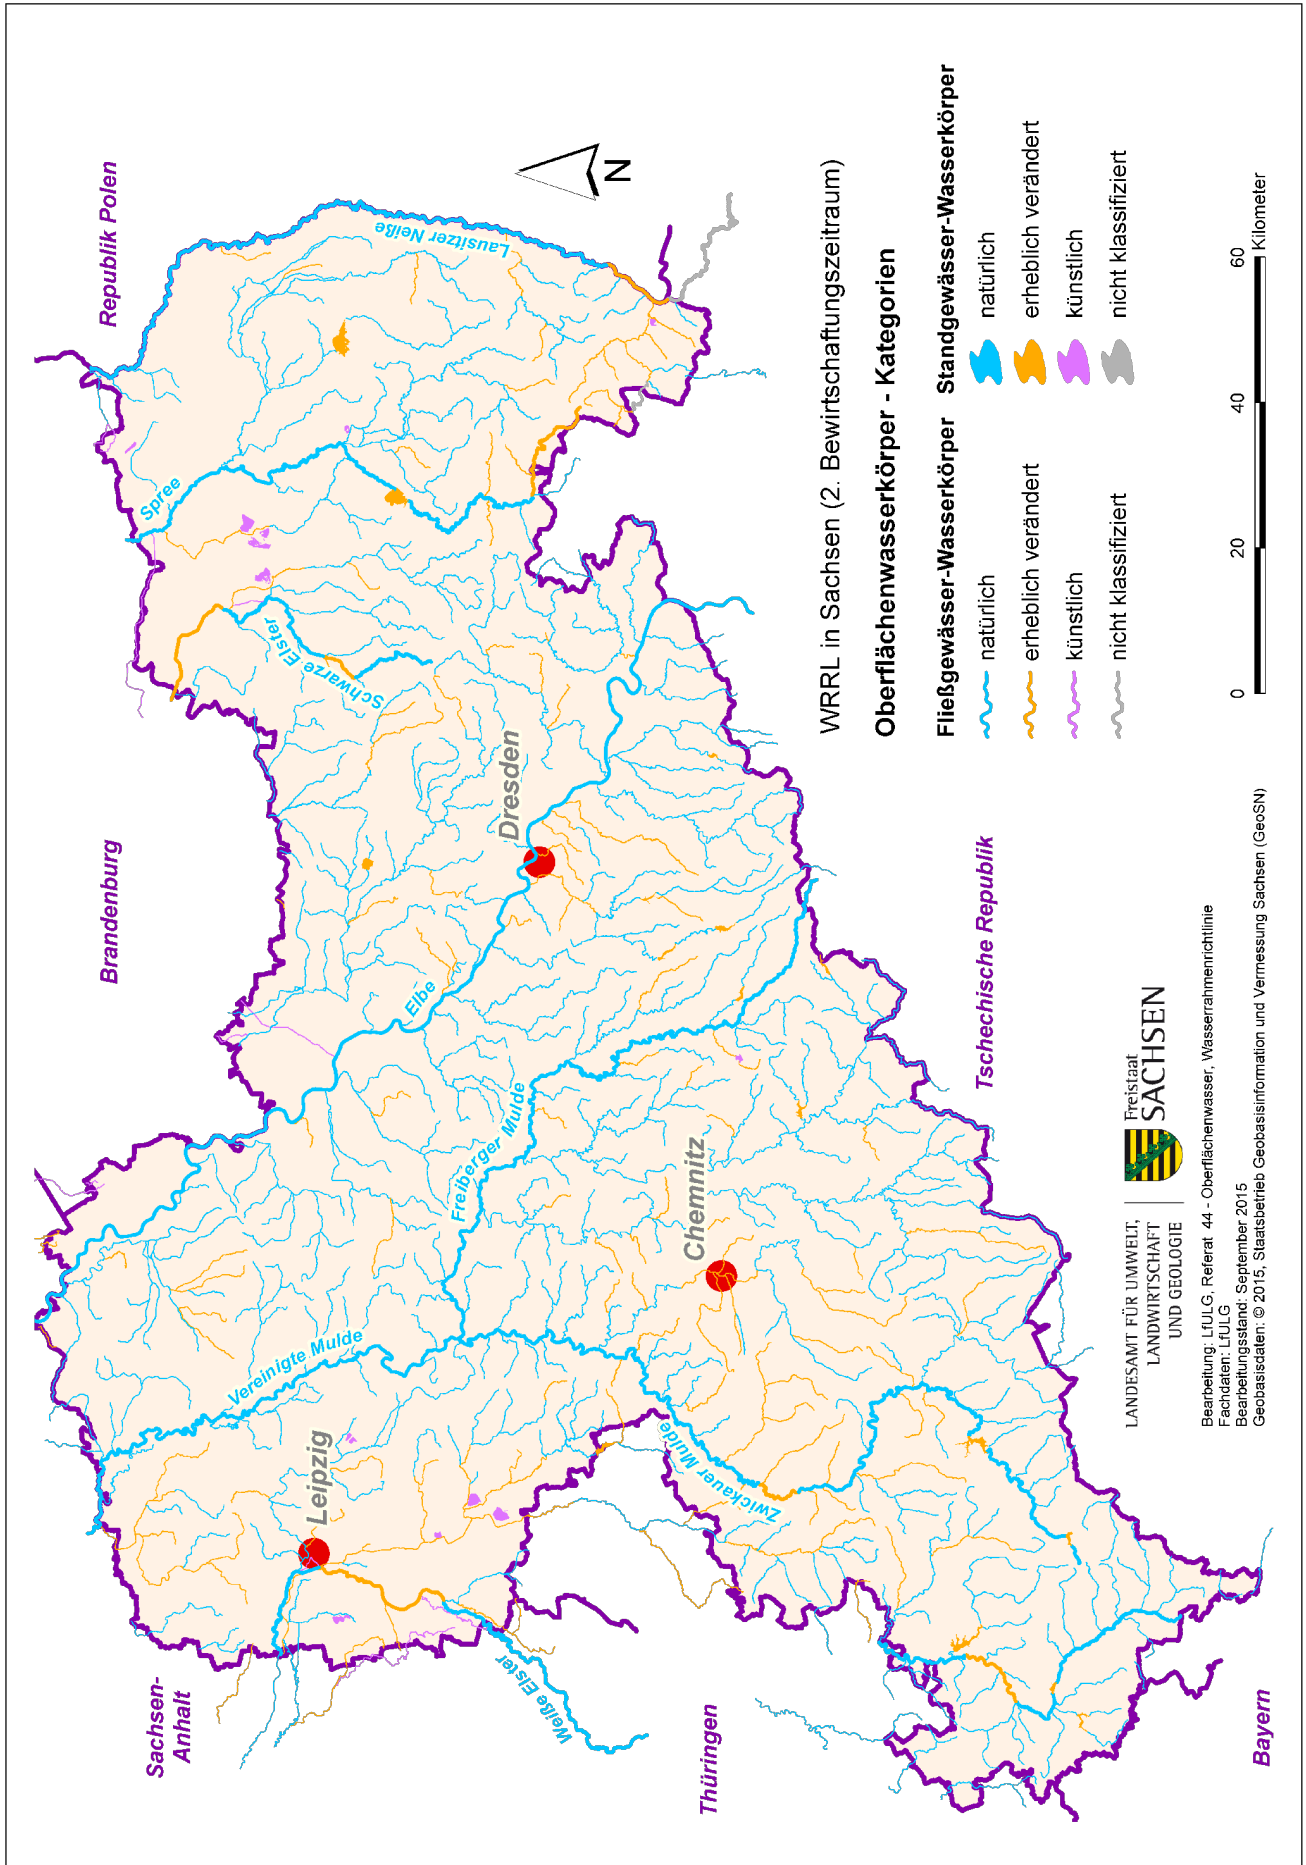 Republik Polen
Brandenburg
Sachsen-
Anhalt
Thüringen
Bayern
Tschechische Republik
Lausitzer Neiße
Spree
Schwarze Elster
Elbe
Freiberger Mulde
Vereinigte Mulde
Zwickauer Mulde
Weiße Elster
Dresden
Chemnitz
Leipzig
N
WRRL in Sachsen (2. Bewirtschaftungszeitraum)
Oberflächenwasserkörper - Kategorien
Fließgewässer-Wasserkörper
natürlich
erheblich verändert
künstlich
nicht klassifiziert
Standgewässer-Wasserkörper
natürlich
erheblich verändert
künstlich
nicht klassifiziert
0 20 40 60
Kilometer
LANDESAMT FÜR UMWELT,
LANDWIRTSCHAFT
UND GEOLOGIE
Freistaat
SACHSEN
Bearbeitung: LfULG, Referat 44 - Oberflächenwasser, Wasserrahmenrichtlinie
Fachdaten: LfULG
Bearbeitungsstand: September 2015
Geobasisdaten: © 2015, Staatsbetrieb Geobasisinformation und Vermessung Sachsen (GeoSN)